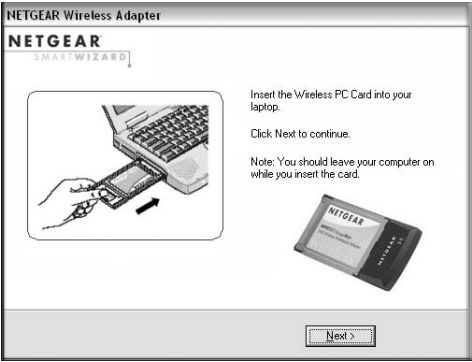 NETGEAR Wireless Adapter
NETGEAR
SMARTWIZARD
Insert the Wireless PC Card into your
laptop.
Click Next to continue.
Note: You should leave your computer on
while you insert the card.
NETGEAR
NETGEAR
Next >